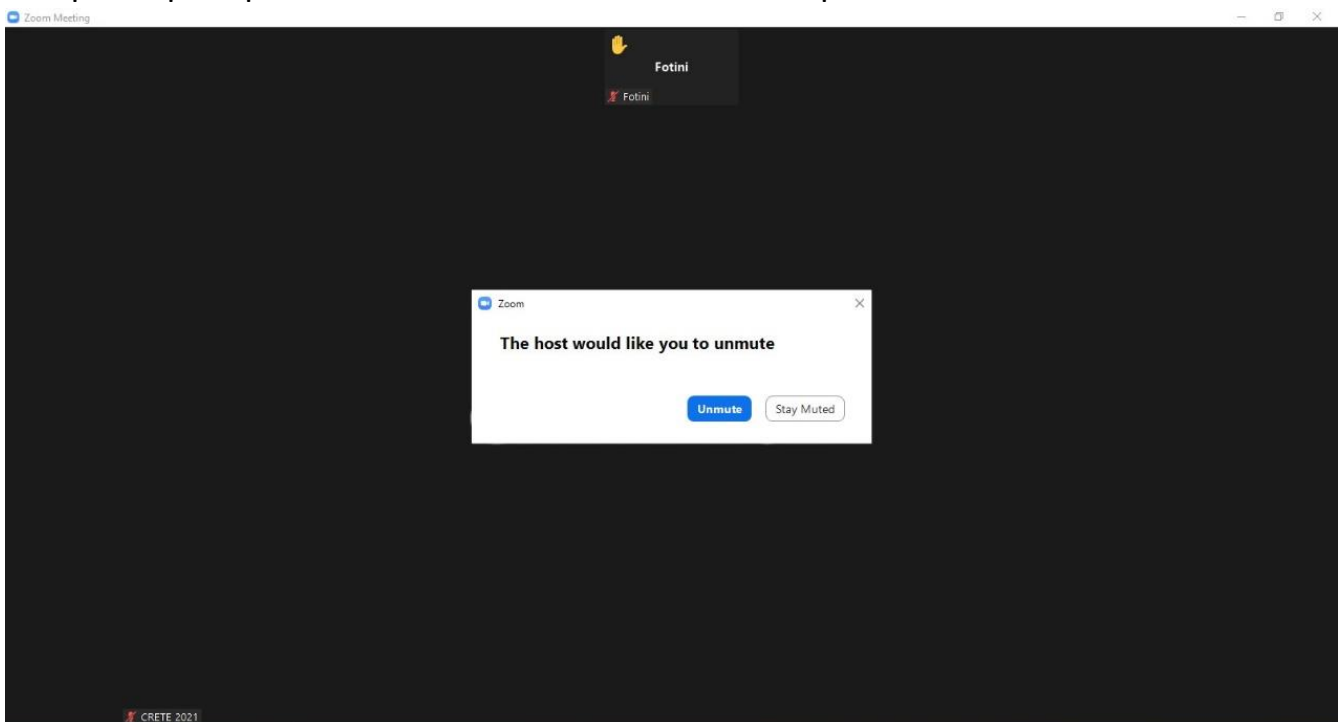 Zoom Meeting
Fotini
Fotini
Zoom
The host would like you to unmute
Unmute
Stay Muted
CRETE 2021